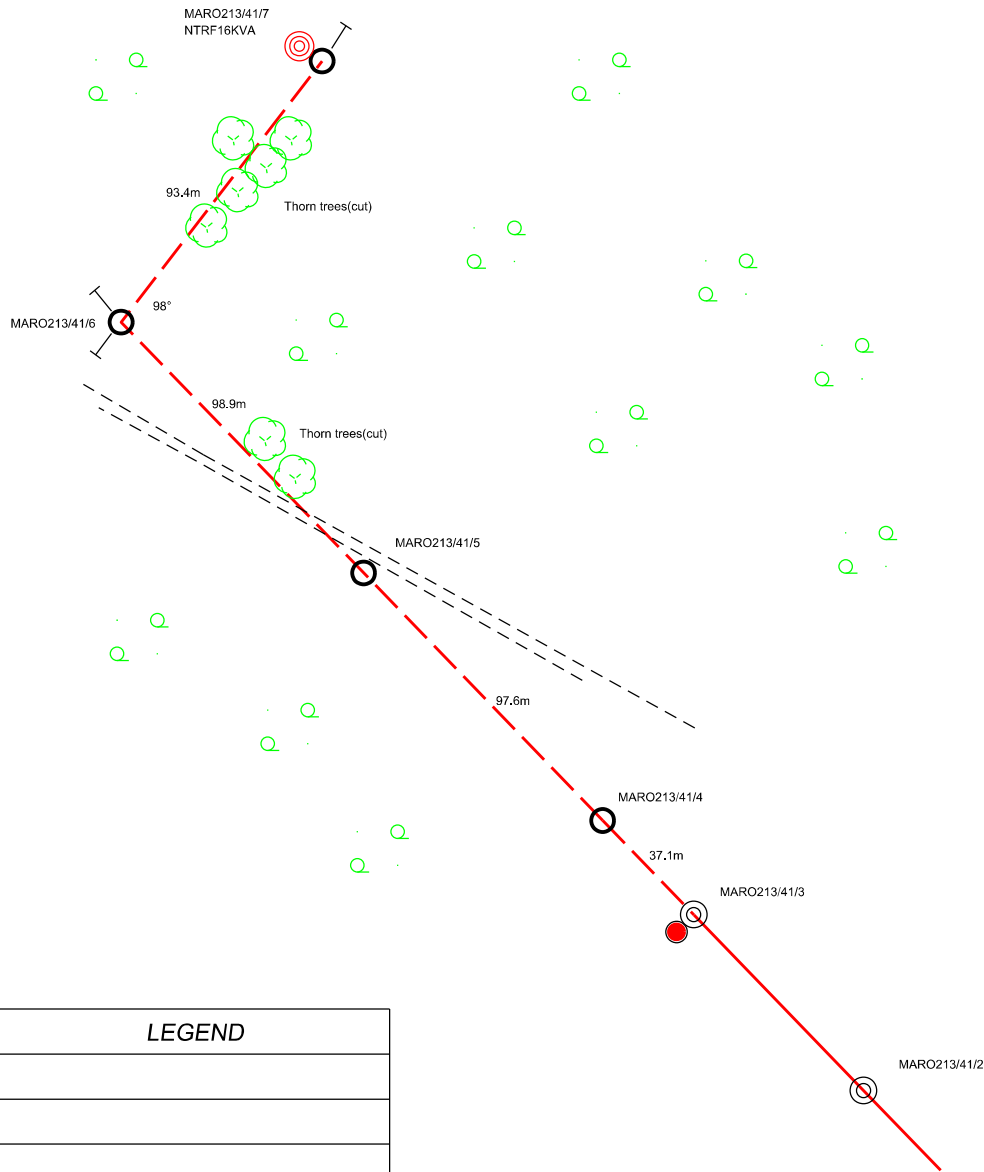 MARO213/41/7
NTRF16KVA
93.4m
Thorn trees(cut)
98°
MARO213/41/6
98.9m
Thorn trees(cut)
MARO213/41/5
97.6m
MARO213/41/4
37.1m
MARO213/41/3
LEGEND
MARO213/41/2